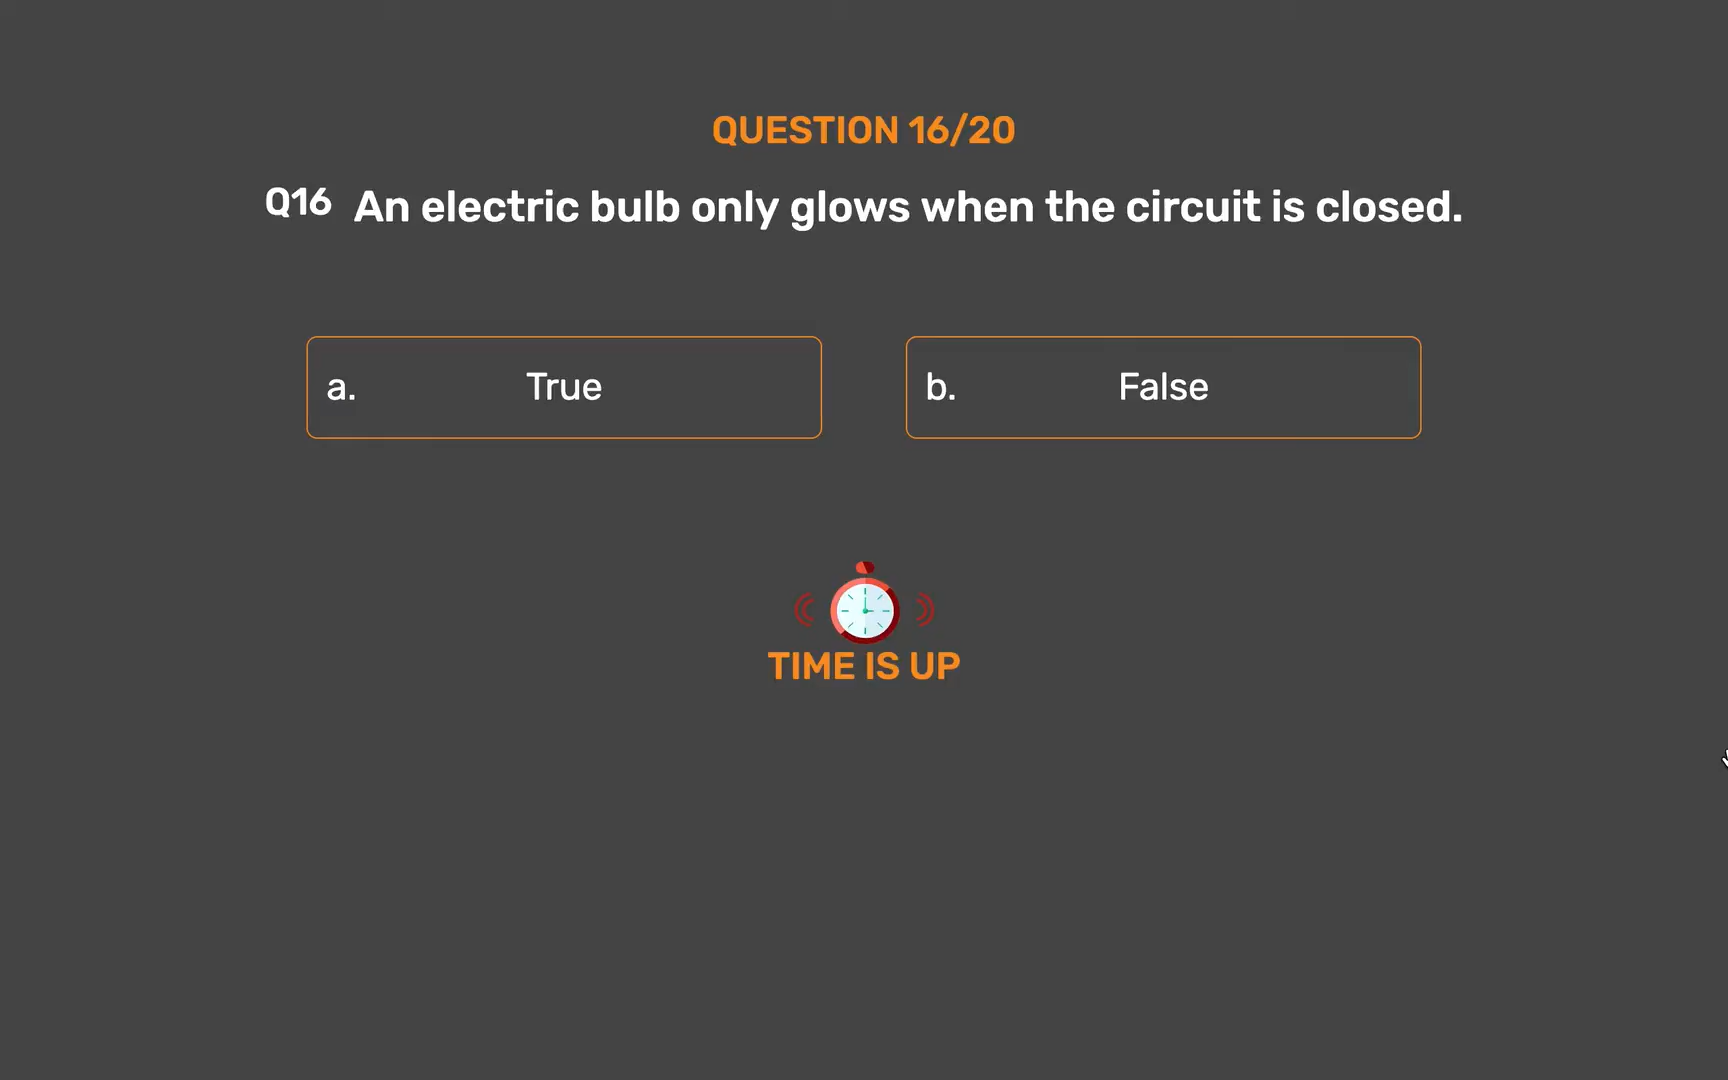 QUESTION 16/20
Q16 An electric bulb only glows when the circuit is closed.
a. True
b. False
TIME IS UP